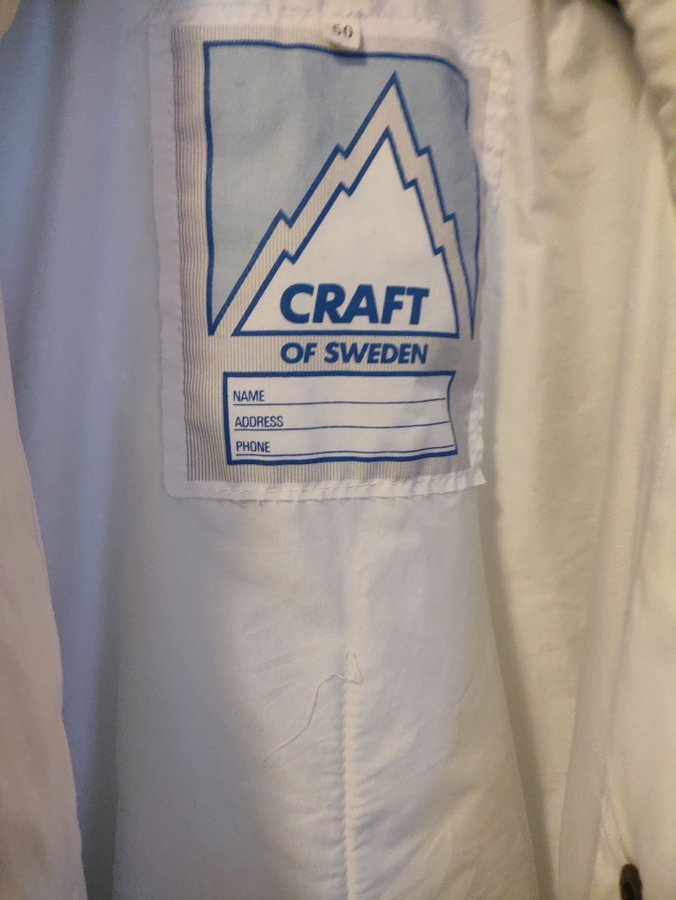 50
CRAFT
OF SWEDEN
NAME
ADDRESS
PHONE